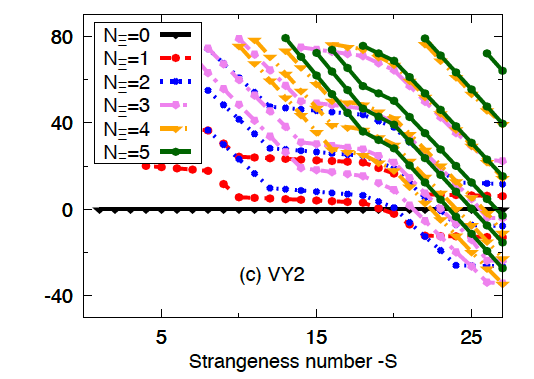 80
40
0
-40
N_Ξ=0
N_Ξ=1
N_Ξ=2
N_Ξ=3
N_Ξ=4
N_Ξ=5
(c) VY2
5 15 25
Strangeness number -S